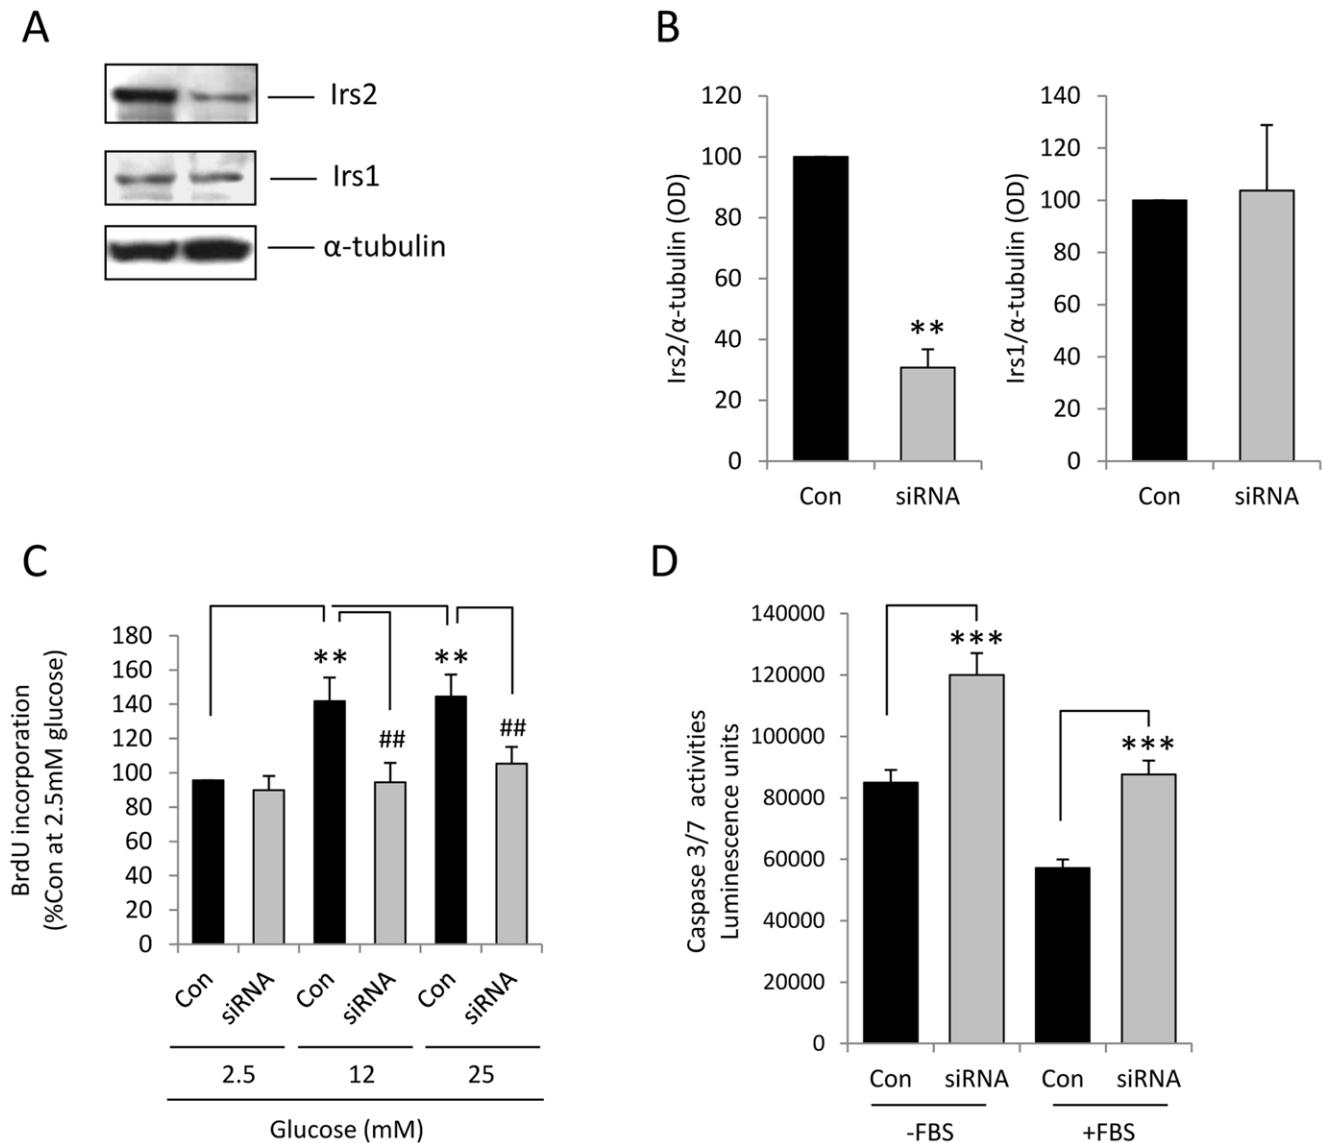 A
Irs2
Irs1
α-tubulin
B
Irs2/α-tubulin (OD)
120
100
80
60
40
20
0
**
Con
siRNA
Irs1/α-tubulin (OD)
140
120
100
80
60
40
20
0
Con
siRNA
C
BrdU incorporation
(%Con at 2.5mM glucose)
180
160
140
120
100
80
60
40
20
0
**
##
**
##
Con
siRNA
Con
siRNA
Con
siRNA
2.5
12
25
Glucose (mM)
D
Caspase 3/7 activities
Luminescence units
140000
120000
100000
80000
60000
40000
20000
0
***
***
Con
siRNA
Con
siRNA
-FBS
+FBS